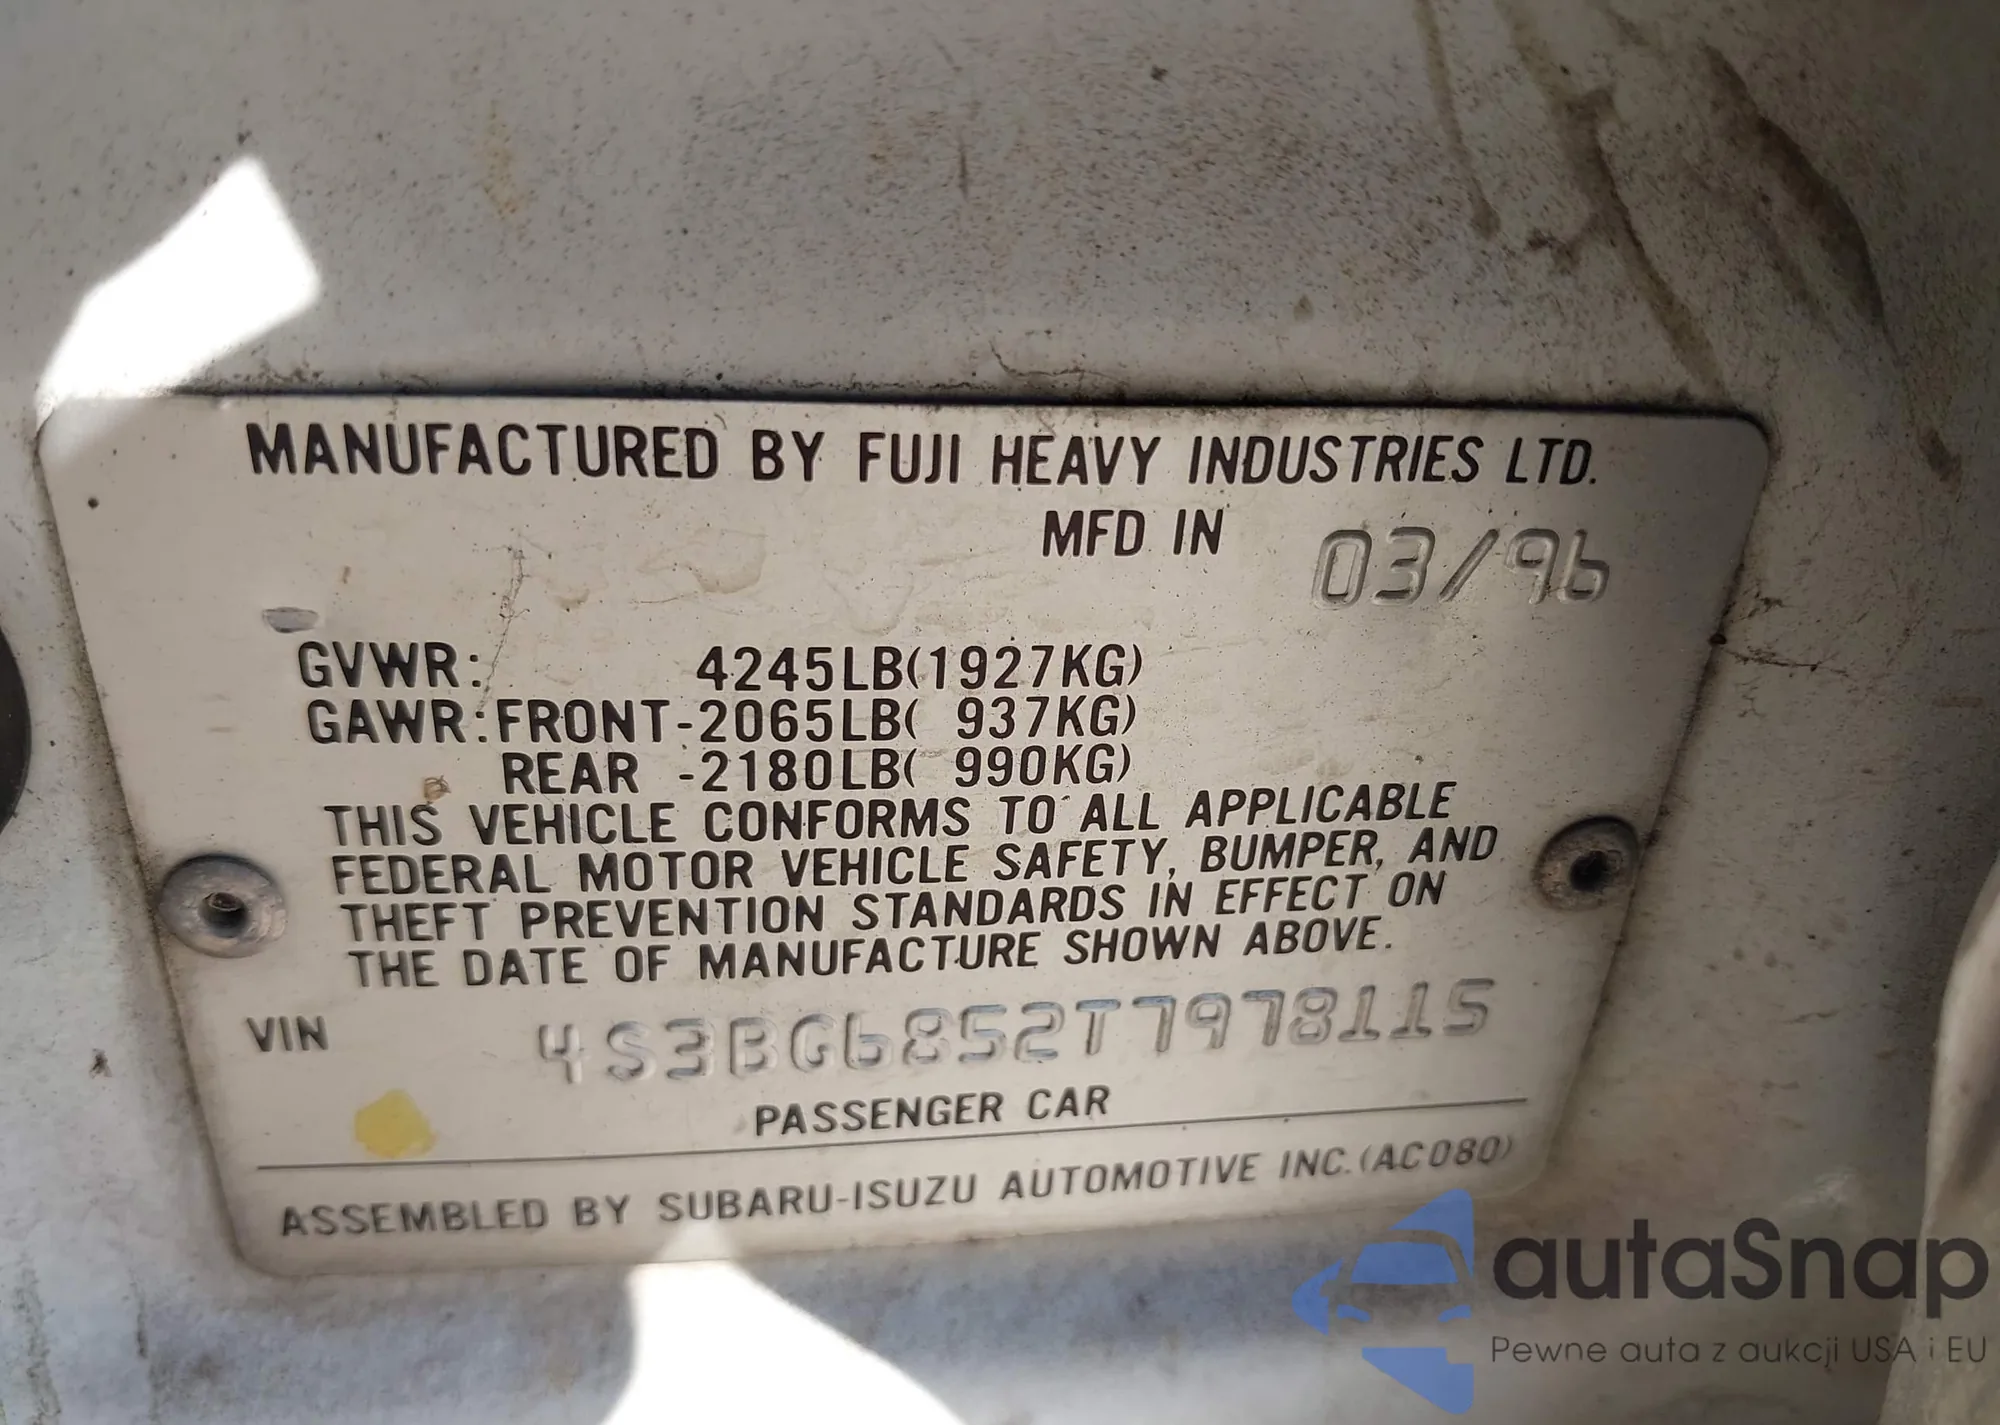 MANUFACTURED BY FUJI HEAVY INDUSTRIES LTD.
MFD IN 03/96
GVWR: 4245LB(1927KG)
GAWR:FRONT-2065LB( 937KG)
REAR -2180LB( 990KG)
THIS VEHICLE CONFORMS TO ALL APPLICABLE
FEDERAL MOTOR VEHICLE SAFETY, BUMPER, AND
THEFT PREVENTION STANDARDS IN EFFECT ON
THE DATE OF MANUFACTURE SHOWN ABOVE.
VIN 4S3BG6852T7978115
PASSENGER CAR
ASSEMBLED BY SUBARU-ISUZU AUTOMOTIVE INC.(AC080)
autaSnap
Pewne auta z aukcji USA i EU